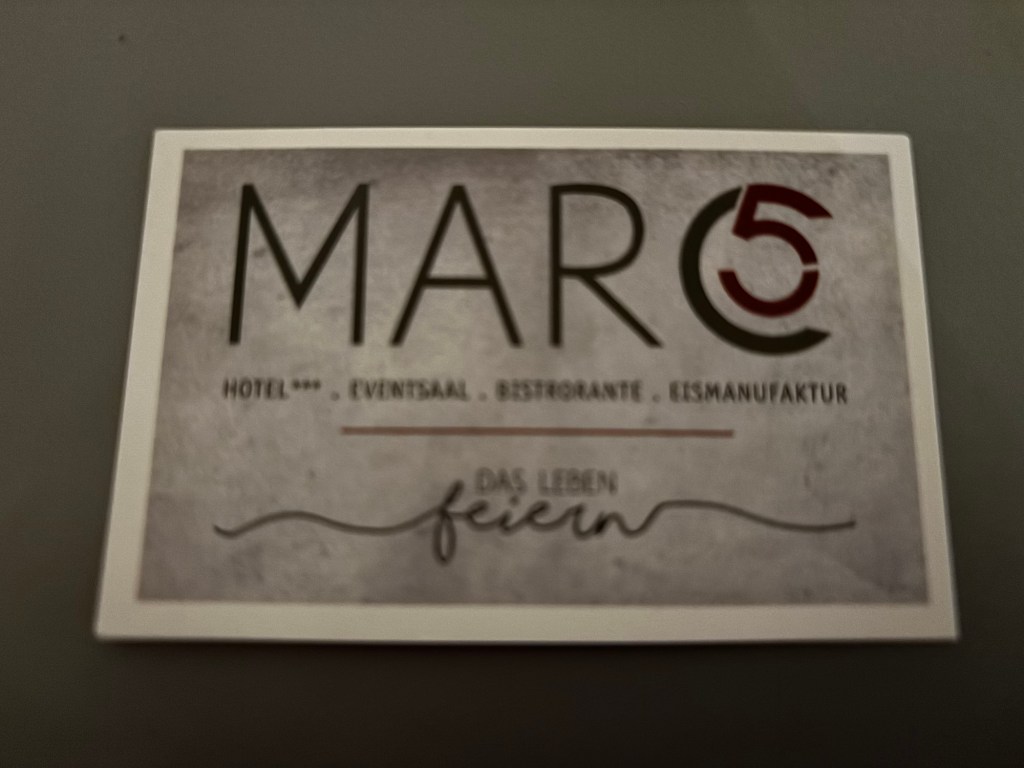 MARC5
HOTEL*** . EVENTSAAL . BISTRORANTE . EISMANUFAKTUR
DAS LEBEN
feiern